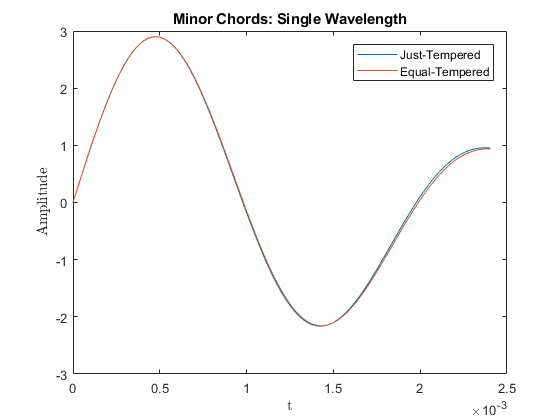 Minor Chords: Single Wavelength
3
Just-Tempered
Equal-Tempered
2
1
Amplitude
0
-1
-2
-3
0 0.5 1 1.5 2 2.5
t
×10-3